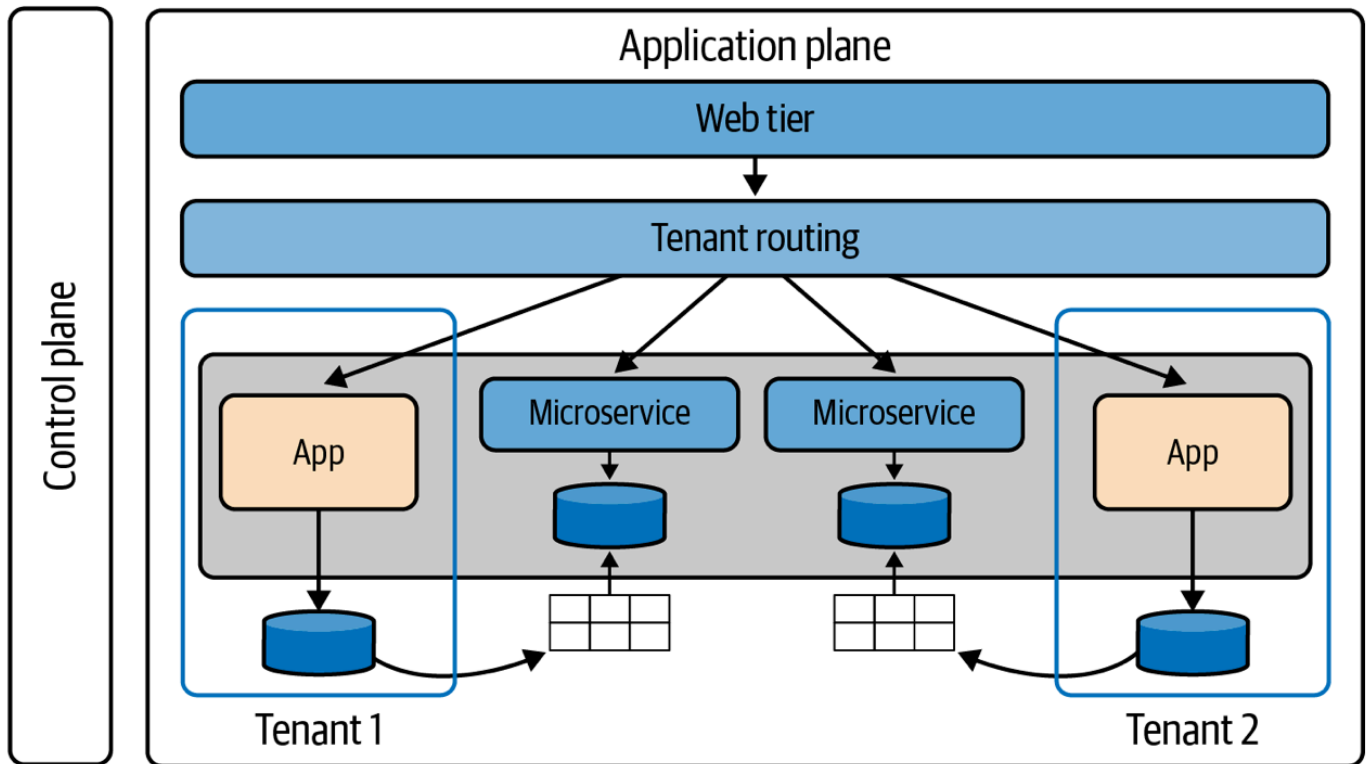 Control plane
Application plane
Web tier
Tenant routing
App
Microservice
Microservice
App
Tenant 1
Tenant 2